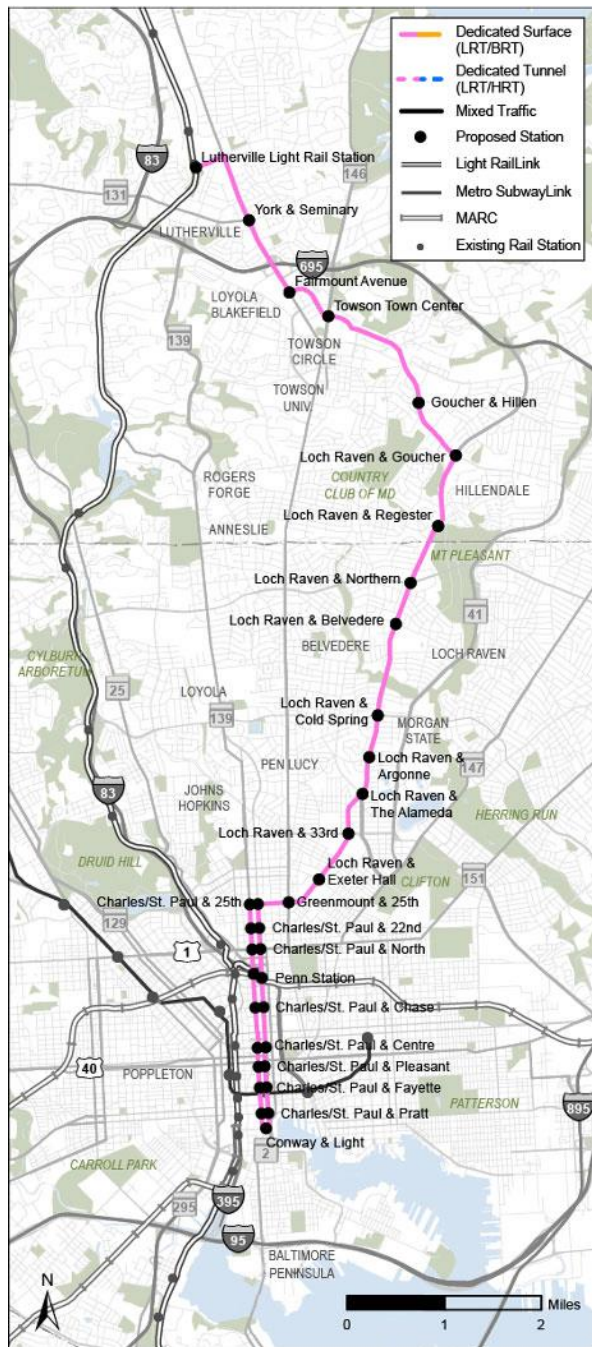 Dedicated Surface
(LRT/BRT)
Dedicated Tunnel
(LRT/HRT)
Mixed Traffic
Proposed Station
Light RailLink
Metro SubwayLink
MARC
Existing Rail Station
83
Lutherville Light Rail Station
146
131
York & Seminary
LUTHERVILLE
695
Fairmount Avenue
LOYOLA
BLAKEFIELD
Towson Town Center
139
TOWSON
CIRCLE
TOWSON
UNIV.
Goucher & Hillen
Loch Raven & Goucher
ROGERS
FORGE
COUNTRY
CLUB OF MD
HILLENDALE
Loch Raven & Regester
ANNESLIE
MT PLEASANT
Loch Raven & Northern
41
Loch Raven & Belvedere
BELVEDERE
LOCH RAVEN
CYLBURN
ARBORETUM
25
LOYOLA
139
Loch Raven &
Cold Spring
MORGAN
STATE
PEN LUCY
Loch Raven &
Argonne
147
83
JOHNS
HOPKINS
Loch Raven &
The Alameda
HERRING RUN
Loch Raven & 33rd
DRUID HILL
Loch Raven &
Exeter Hall
CLIFTON
151
Charles/St. Paul & 25th
Greenmount & 25th
129
Charles/St. Paul & 22nd
1
Charles/St. Paul & North
Penn Station
Charles/St. Paul & Chase
Charles/St. Paul & Centre
40
POPPLETON
Charles/St. Paul & Pleasant
Charles/St. Paul & Fayette
PATTERSON
895
Charles/St. Paul & Pratt
Conway & Light
2
CARROLL PARK
295
395
95
BALTIMORE
PENINSULA
N
Miles
0
1
2